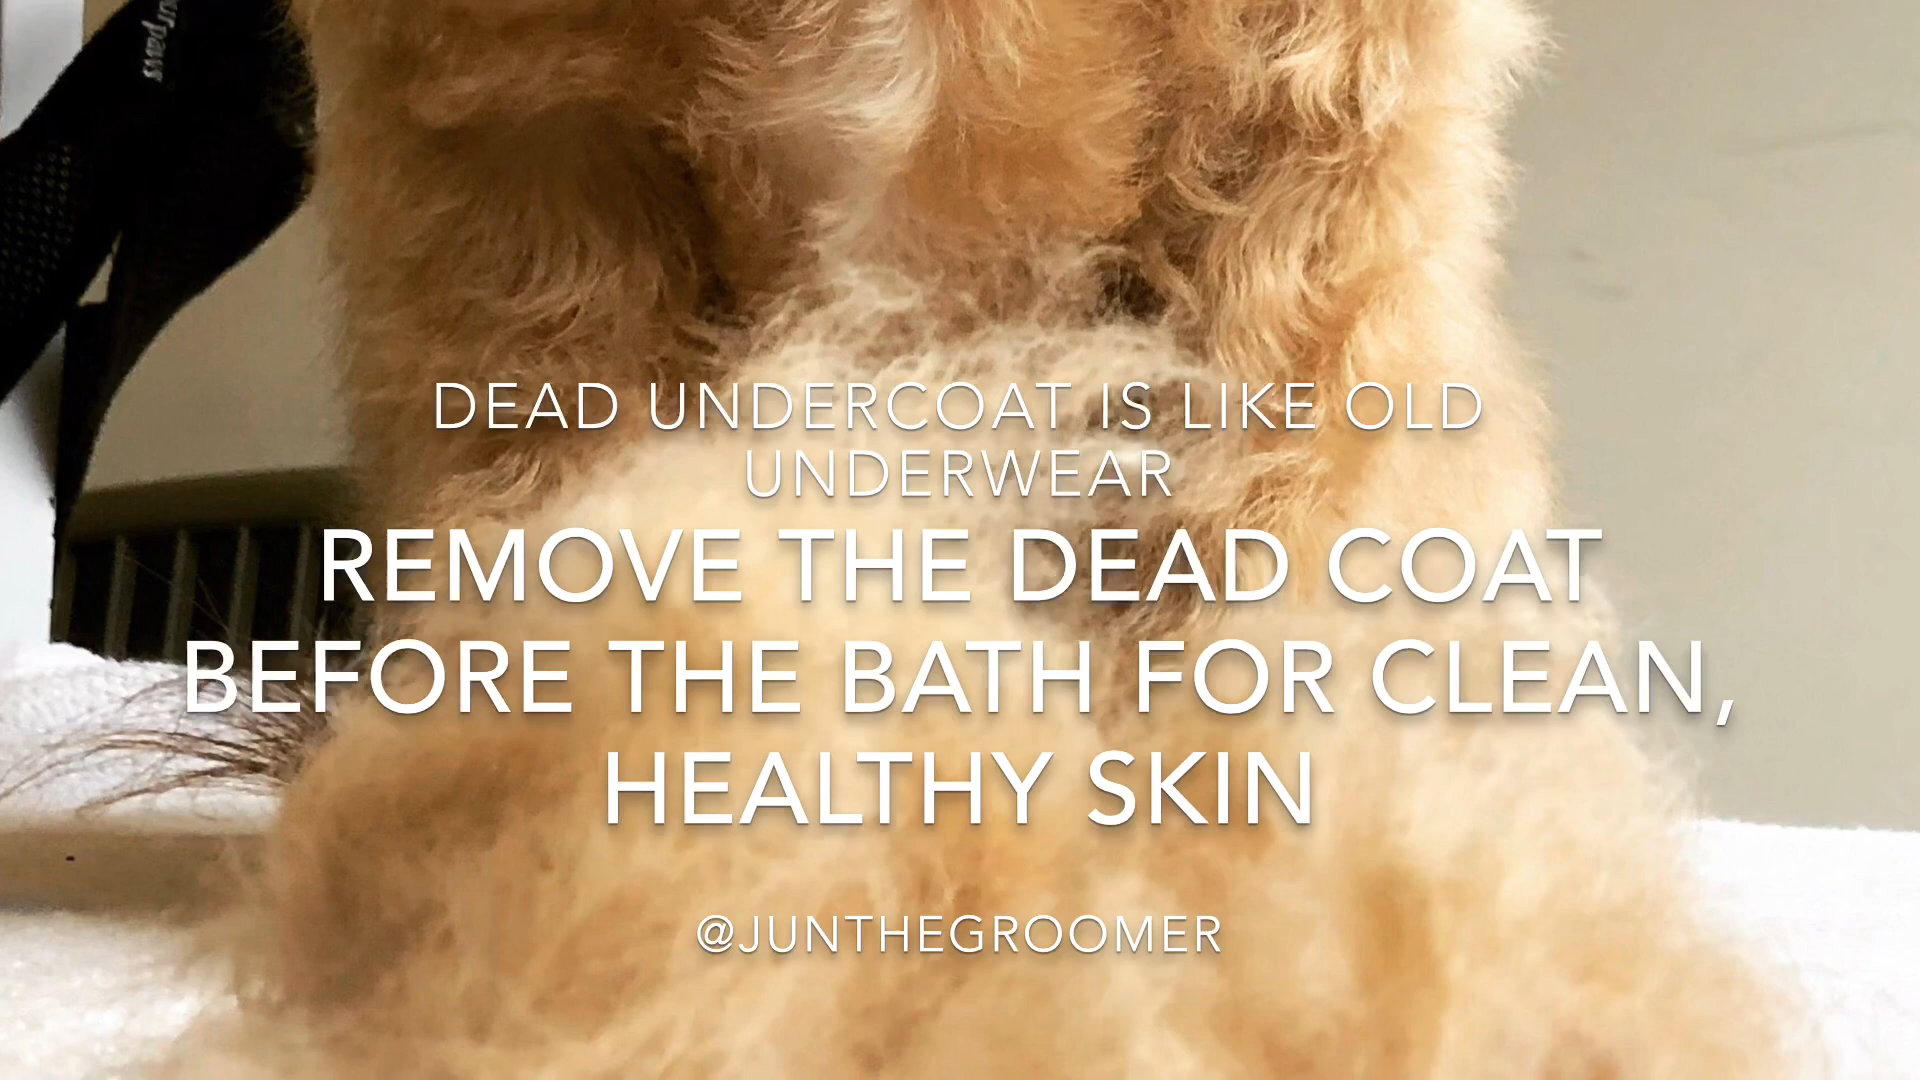 DEAD UNDERCOAT IS LIKE OLD
UNDERWEAR
REMOVE THE DEAD COAT
BEFORE THE BATH FOR CLEAN,
HEALTHY SKIN
@JUNTHEGROOMER